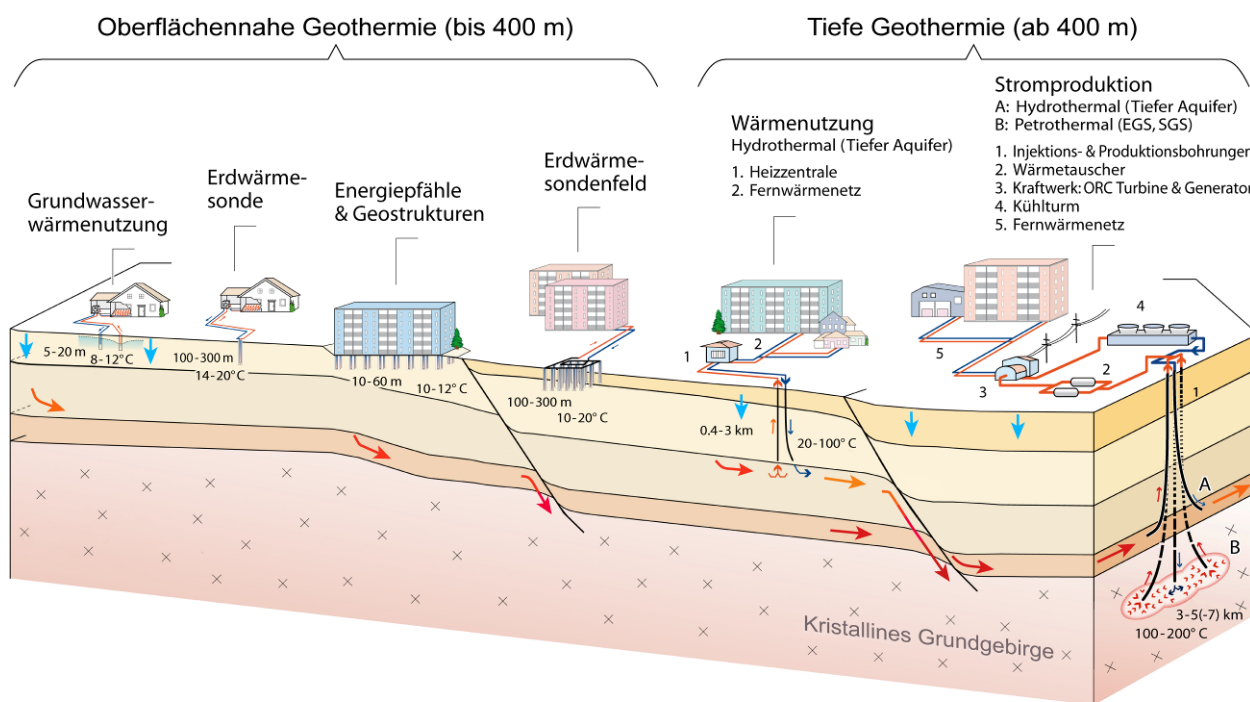 Oberflächennahe Geothermie (bis 400 m)
Tiefe Geothermie (ab 400 m)
Grundwasser-
wärmenutzung
Erdwärme-
sonde
Energiepfähle
& Geostrukturen
Erdwärme-
sondenfeld
Wärmenutzung
Hydrothermal (Tiefer Aquifer)
1. Heizzentrale
2. Fernwärmenetz
Stromproduktion
A: Hydrothermal (Tiefer Aquifer)
B: Petrothermal (EGS, SGS)
1. Injektions- & Produktionsbohrungen
2. Wärmetauscher
3. Kraftwerk: ORC Turbine & Generator
4. Kühlturm
5. Fernwärmenetz
5-20 m
8-12°C
100-300 m
14-20°C
10-60 m
10-12°C
100-300 m
10-20°C
1
2
0.4-3 km
20-100°C
5
3
2
4
1
A
B
3-5(-7) km
100-200°C
Kristallines Grundgebirge